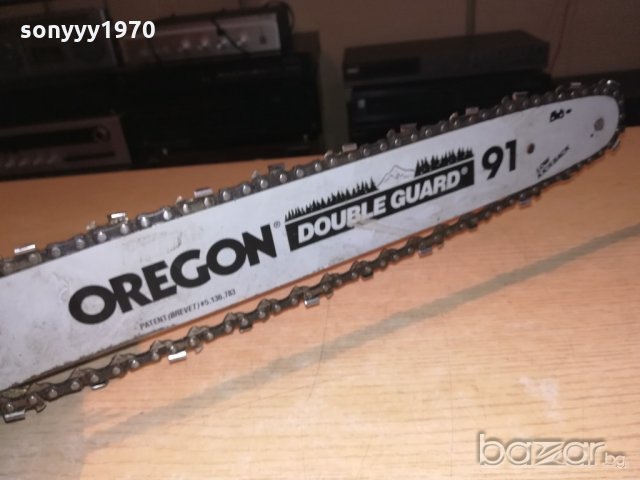 sonyyy1970
OREGON®
DOUBLE GUARD®
91
PATENT (BREVET) #5,136,783
bazar.bg